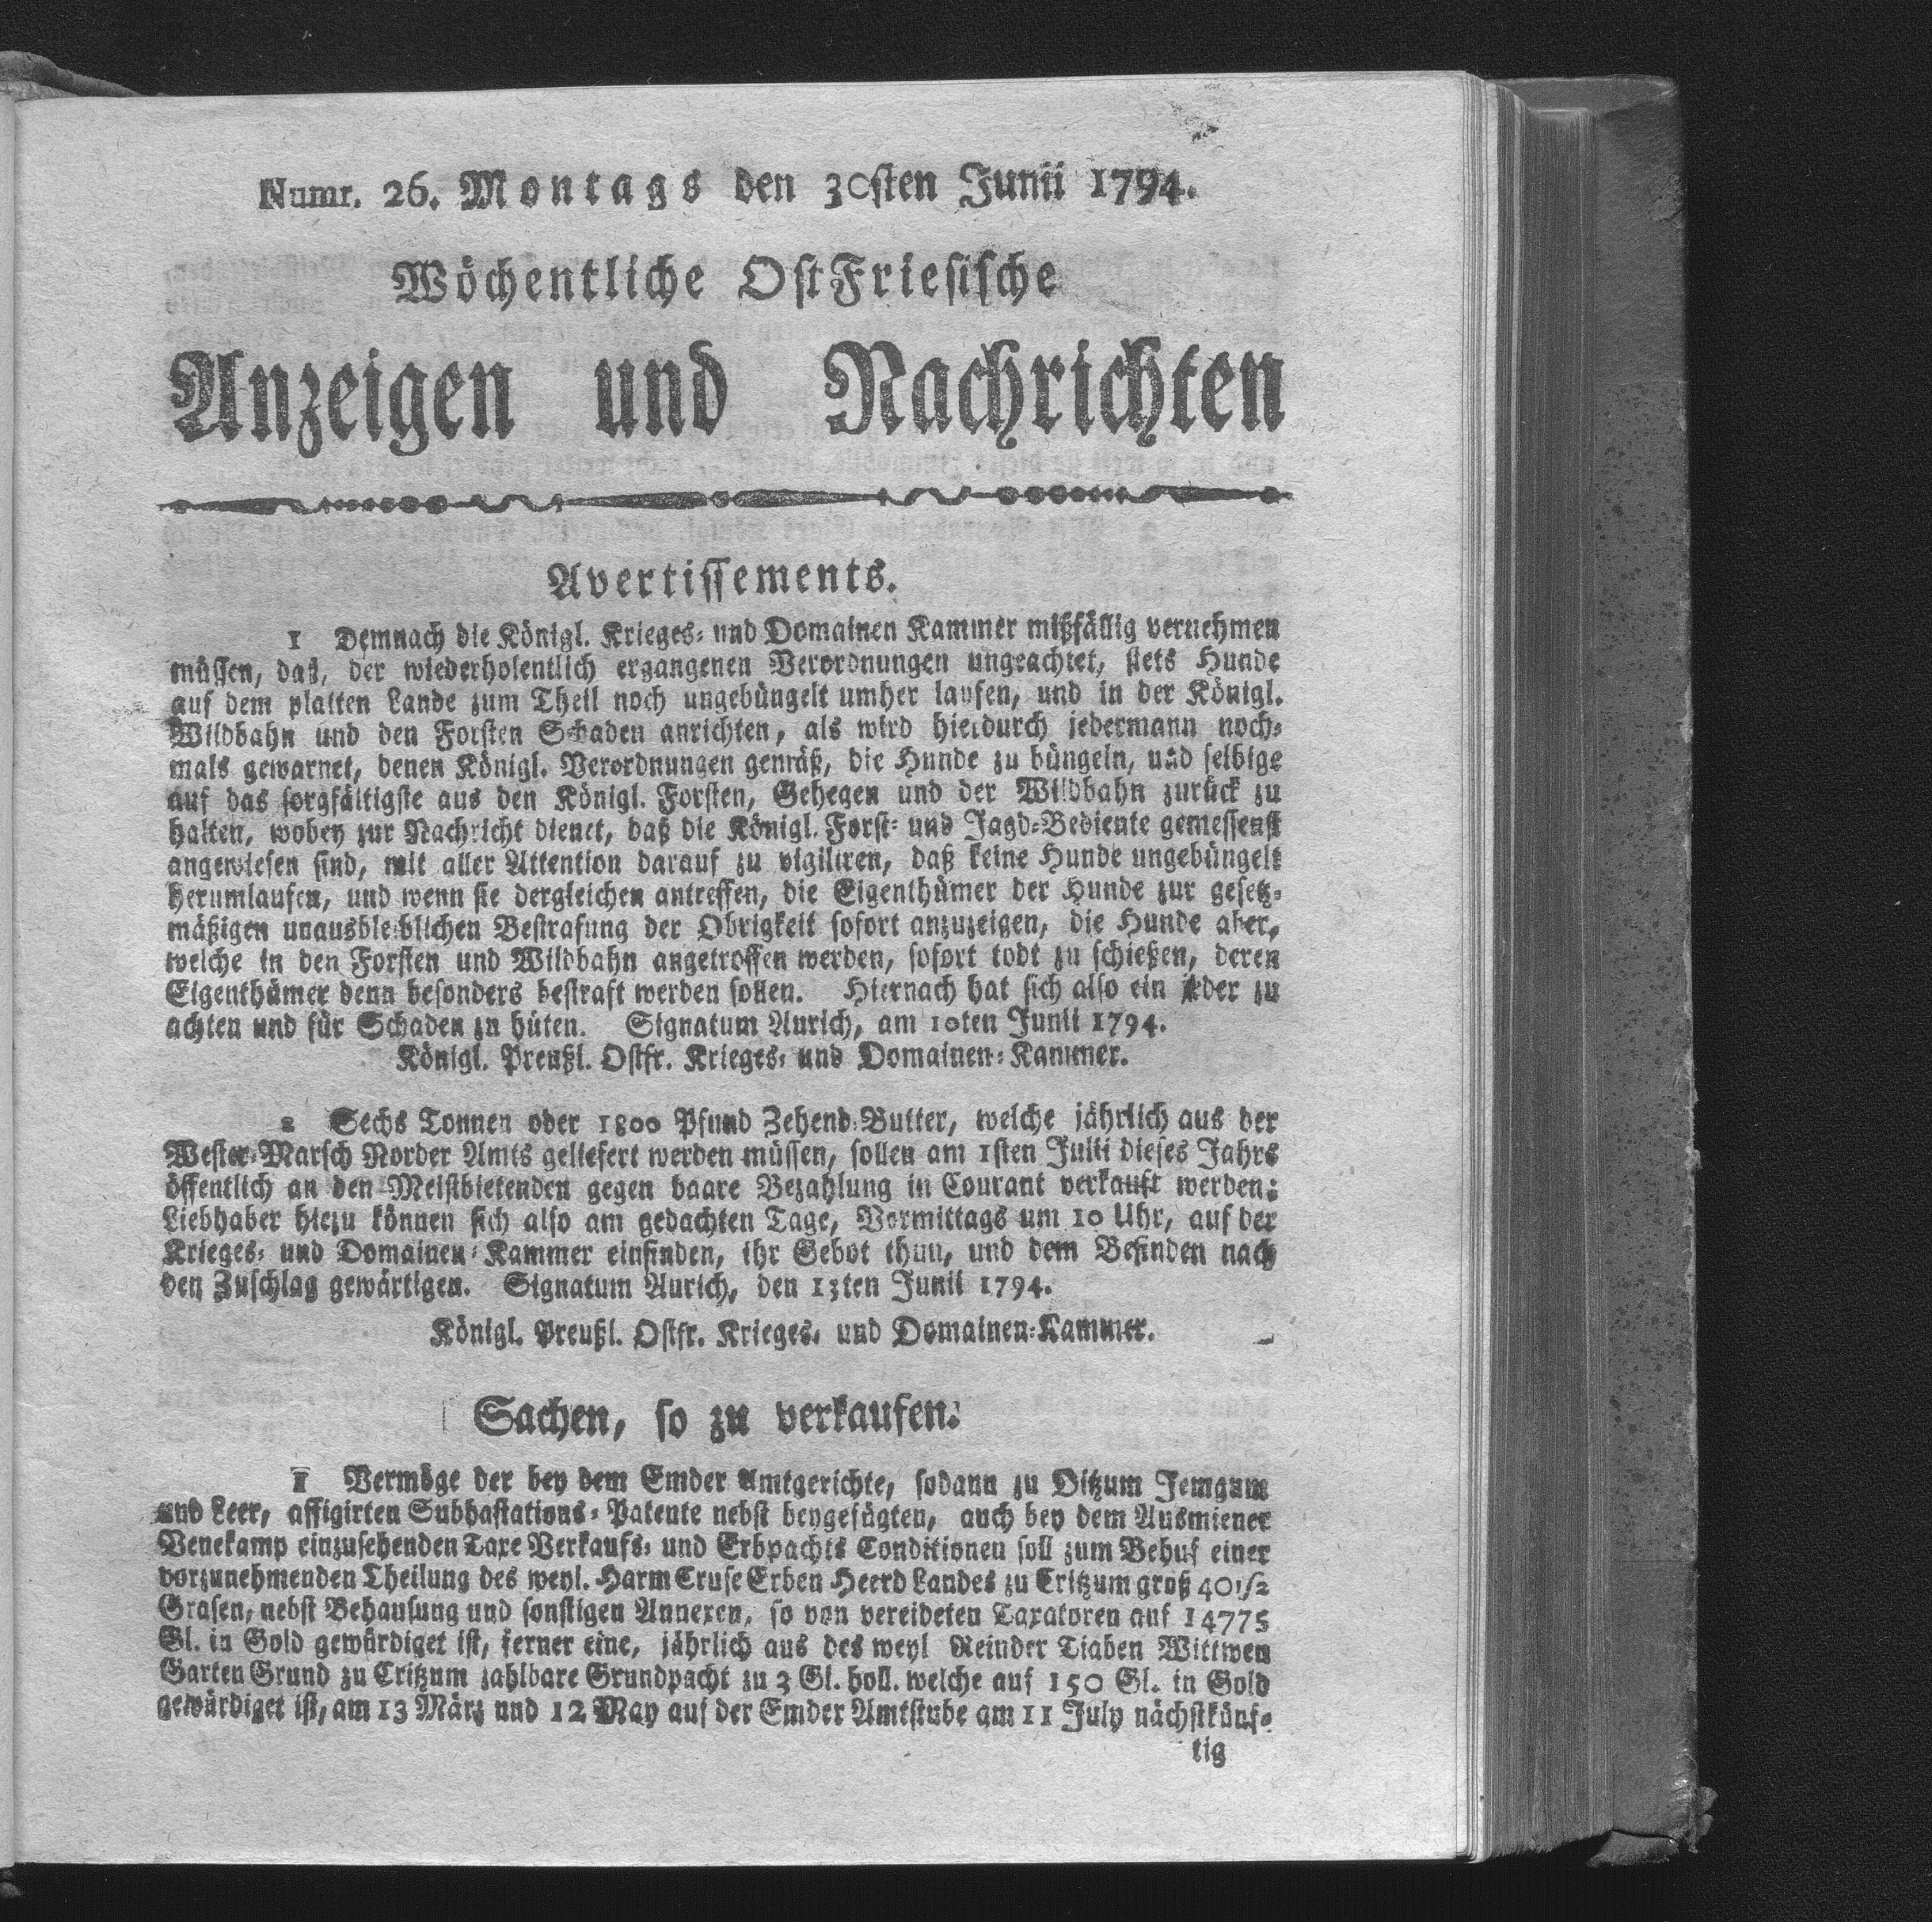 Numr. 26. Montags den 30sten Junii 1794.
Wöchentliche OstFriesische
Anzeigen und Nachrichten
Avertissements.
1 Demnach die Königl. Krieges- und Domainen Kammer mißfällig vernehmen
müssen, daß, der wiederholentlich ergangenen Verordnungen ungeachtet, stets Hunde
auf dem platten Lande zum Theil noch ungebüngelt umher laufen, und in der Königl.
Wildbahn und den Forsten Schaden anrichten, als wird hierdurch jedermann noch-
mals gewarnet, denen Königl. Verordnungen gemäß, die Hunde zu büngeln, und selbige
auf das sorgfältigste aus den Königl. Forsten, Gehegen und der Wildbahn zurück zu
halten, wobey zur Nachricht dienet, daß die Königl. Forst- und Jagd-Bediente gemessenst
angewiesen sind, mit aller Attention darauf zu vigiliren, daß keine Hunde ungebüngelt
herumlaufen, und wenn sie dergleichen antreffen, die Eigenthümer der Hunde zur gesetz-
mäßigen unausbleiblichen Bestrafung der Obrigkeit sofort anzuzeigen, die Hunde aber,
welche in den Forsten und Wildbahn angetroffen werden, sofort todt zu schießen, deren
Eigenthümer denn besonders bestraft werden sollen. Hiernach hat sich also ein jeder zu
achten und für Schaden zu hüten. Signatum Aurich, am 10ten Junii 1794.
Königl. Preußl. Ostfr. Krieges- und Domainen-Kammer.
2 Sechs Tonnen oder 1800 Pfund Zehend-Butter, welche jährlich aus der
Wester-Marsch Norder Amts geliefert werden müssen, sollen am 1sten Julii dieses Jahrs
öffentlich an den Meistbietenden gegen baare Bezahlung in Courant verkauft werden;
Liebhaber hiezu können sich also am gedachten Tage, Vormittags um 10 Uhr, auf der
Krieges- und Domainen-Kammer einfinden, ihr Gebot thun, und dem Befinden nach
den Zuschlag gewärtigen. Signatum Aurich, den 13ten Junii 1794.
Königl. Preußl. Ostfr. Krieges- und Domainen-Kammer.
Sachen, so zu verkaufen.
1 Vermöge der bey dem Emder Amtgerichte, sodann zu Ditzum Jemgum
und Leer, affigirten Subhastations-Patente nebst beygefügten, auch bey dem Ausmiener
Venekamp einzusehenden Taxe Verkaufs- und Erbpachts Conditionen soll zum Behuf einer
vorzunehmenden Theilung des weyl. Harm Cruse Erben Heerd Landes zu Critzum groß 40 1/2
Grasen, nebst Behausung und sonstigen Annexen, so von vereideten Taxatoren auf 14775
Gl. in Gold gewürdiget ist, ferner eine, jährlich aus des weyl Reinder Tjaben Wittwen
Garten Grund zu Critzum zahlbare Grundpacht zu 3 Gl. holl. welche auf 150 Gl. in Gold
gewürdiget ist, am 13 März und 12 May auf der Emder Amtstube am 11 July nächstkünf-
tig